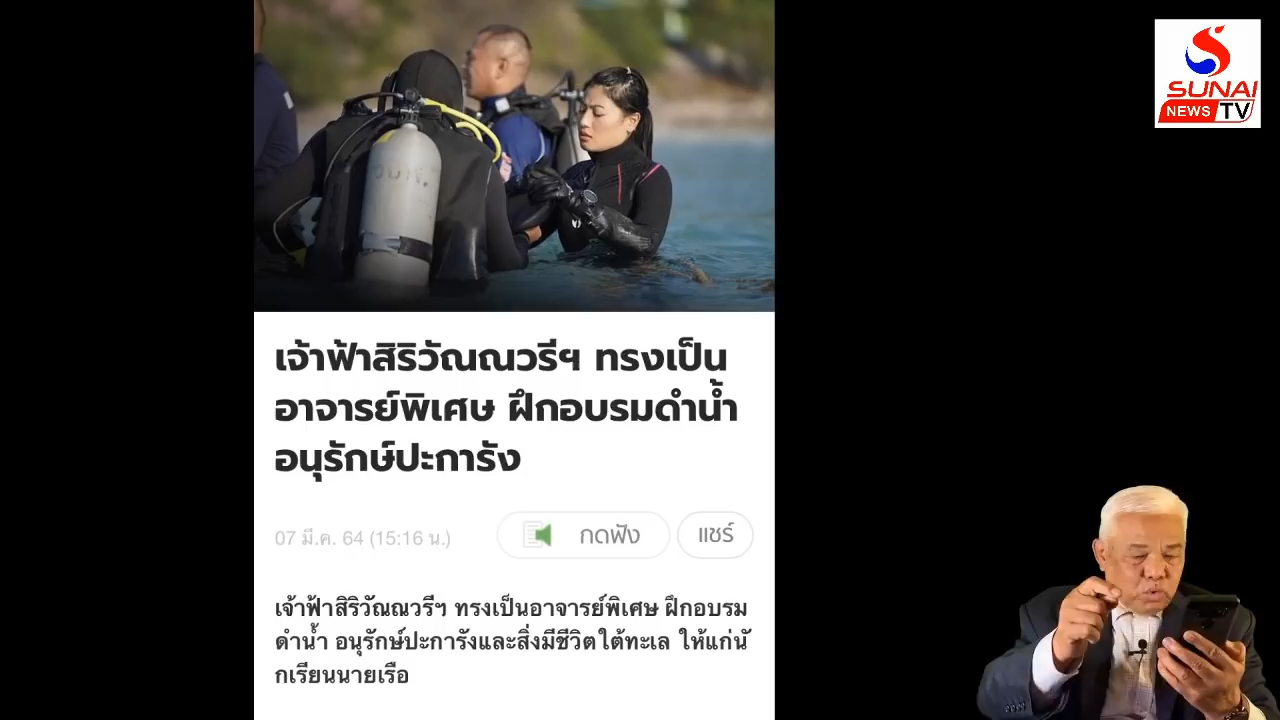 SUNAI
NEWS TV
เจ้าฟ้าสิริวัณณวรีฯ ทรงเป็น
อาจารย์พิเศษ ฝึกอบรมดำน้ำ
อนุรักษ์ปะการัง
07 มี.ค. 64 (15:16 น.)
กดฟัง
แชร์
เจ้าฟ้าสิริวัณณวรีฯ ทรงเป็นอาจารย์พิเศษ ฝึกอบรม
ดำน้ำ อนุรักษ์ปะการังและสิ่งมีชีวิตใต้ทะเล ให้แก่นั
กเรียนนายเรือ